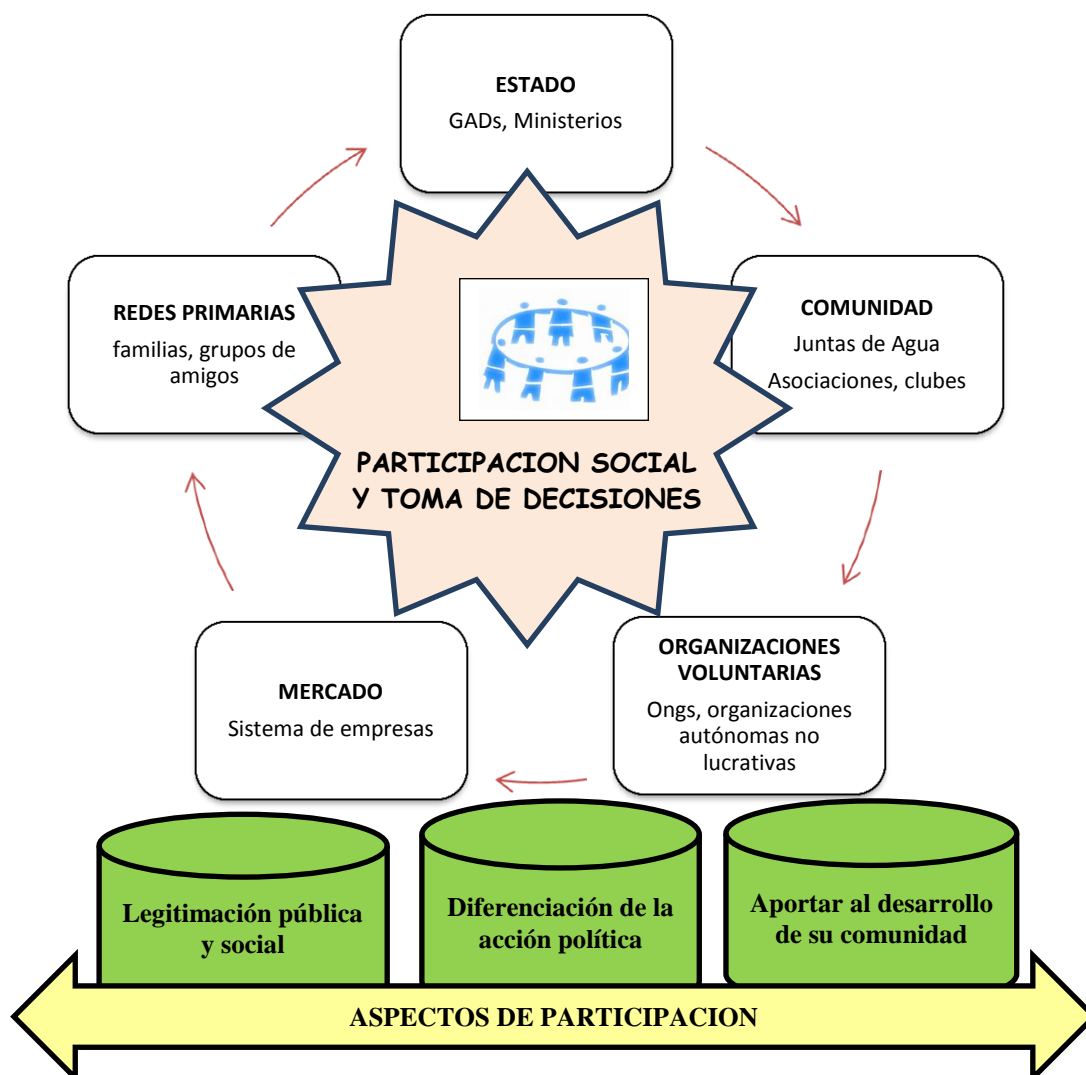 ESTADO
GADs, Ministerios
REDES PRIMARIAS
familias, grupos de
amigos
COMUNIDAD
Juntas de Agua
Asociaciones, clubes
PARTICIPACION SOCIAL
Y TOMA DE DECISIONES
MERCADO
Sistema de empresas
ORGANIZACIONES
VOLUNTARIAS
Ongs, organizaciones
autónomas no
lucrativas
Legitimación pública
y social
Diferenciación de la
acción política
Aportar al desarrollo
de su comunidad
ASPECTOS DE PARTICIPACION